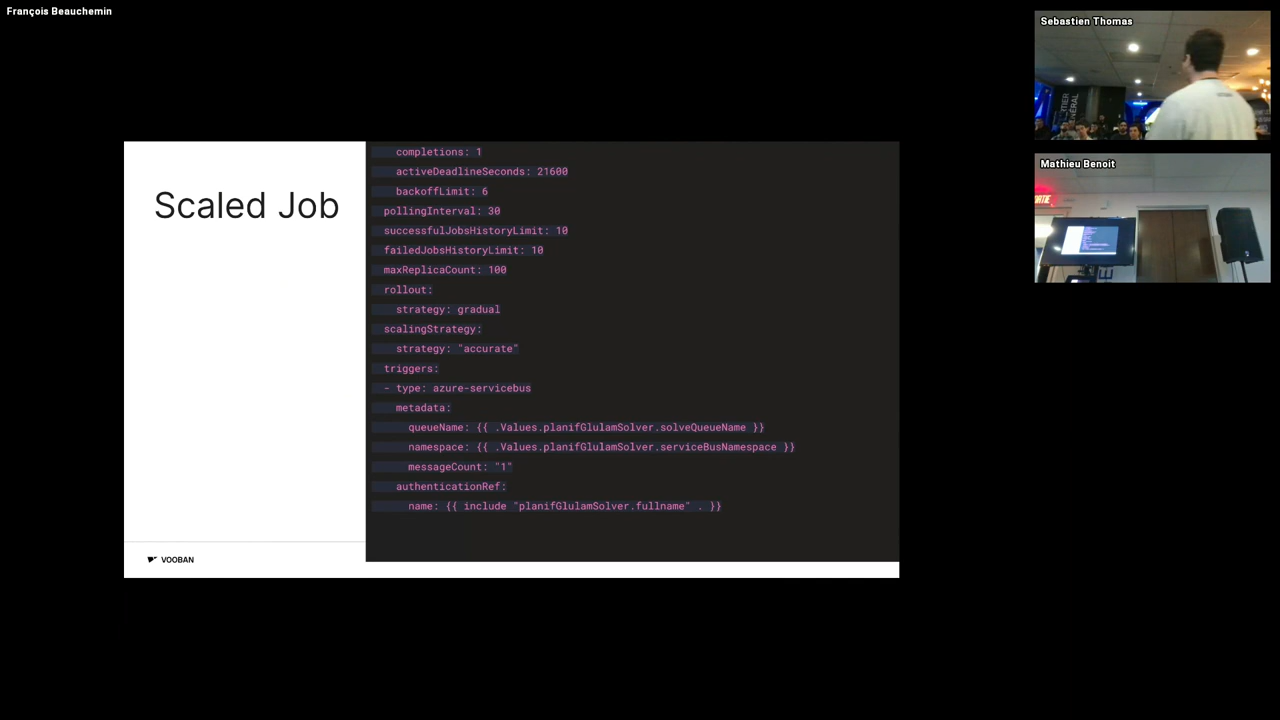 François Beauchemin
Sebastien Thomas
Mathieu Benoit
Scaled Job
completions: 1
activeDeadlineSeconds: 21600
backoffLimit: 6
pollingInterval: 30
successfulJobsHistoryLimit: 10
failedJobsHistoryLimit: 10
maxReplicaCount: 100
rollout:
strategy: gradual
scalingStrategy:
strategy: "accurate"
triggers:
- type: azure-servicebus
metadata:
queueName: {{ .Values.planifGlulamSolver.solveQueueName }}
namespace: {{ .Values.planifGlulamSolver.serviceBusNamespace }}
messageCount: "1"
authenticationRef:
name: {{ include "planifGlulamSolver.fullname" . }}
VOOBAN